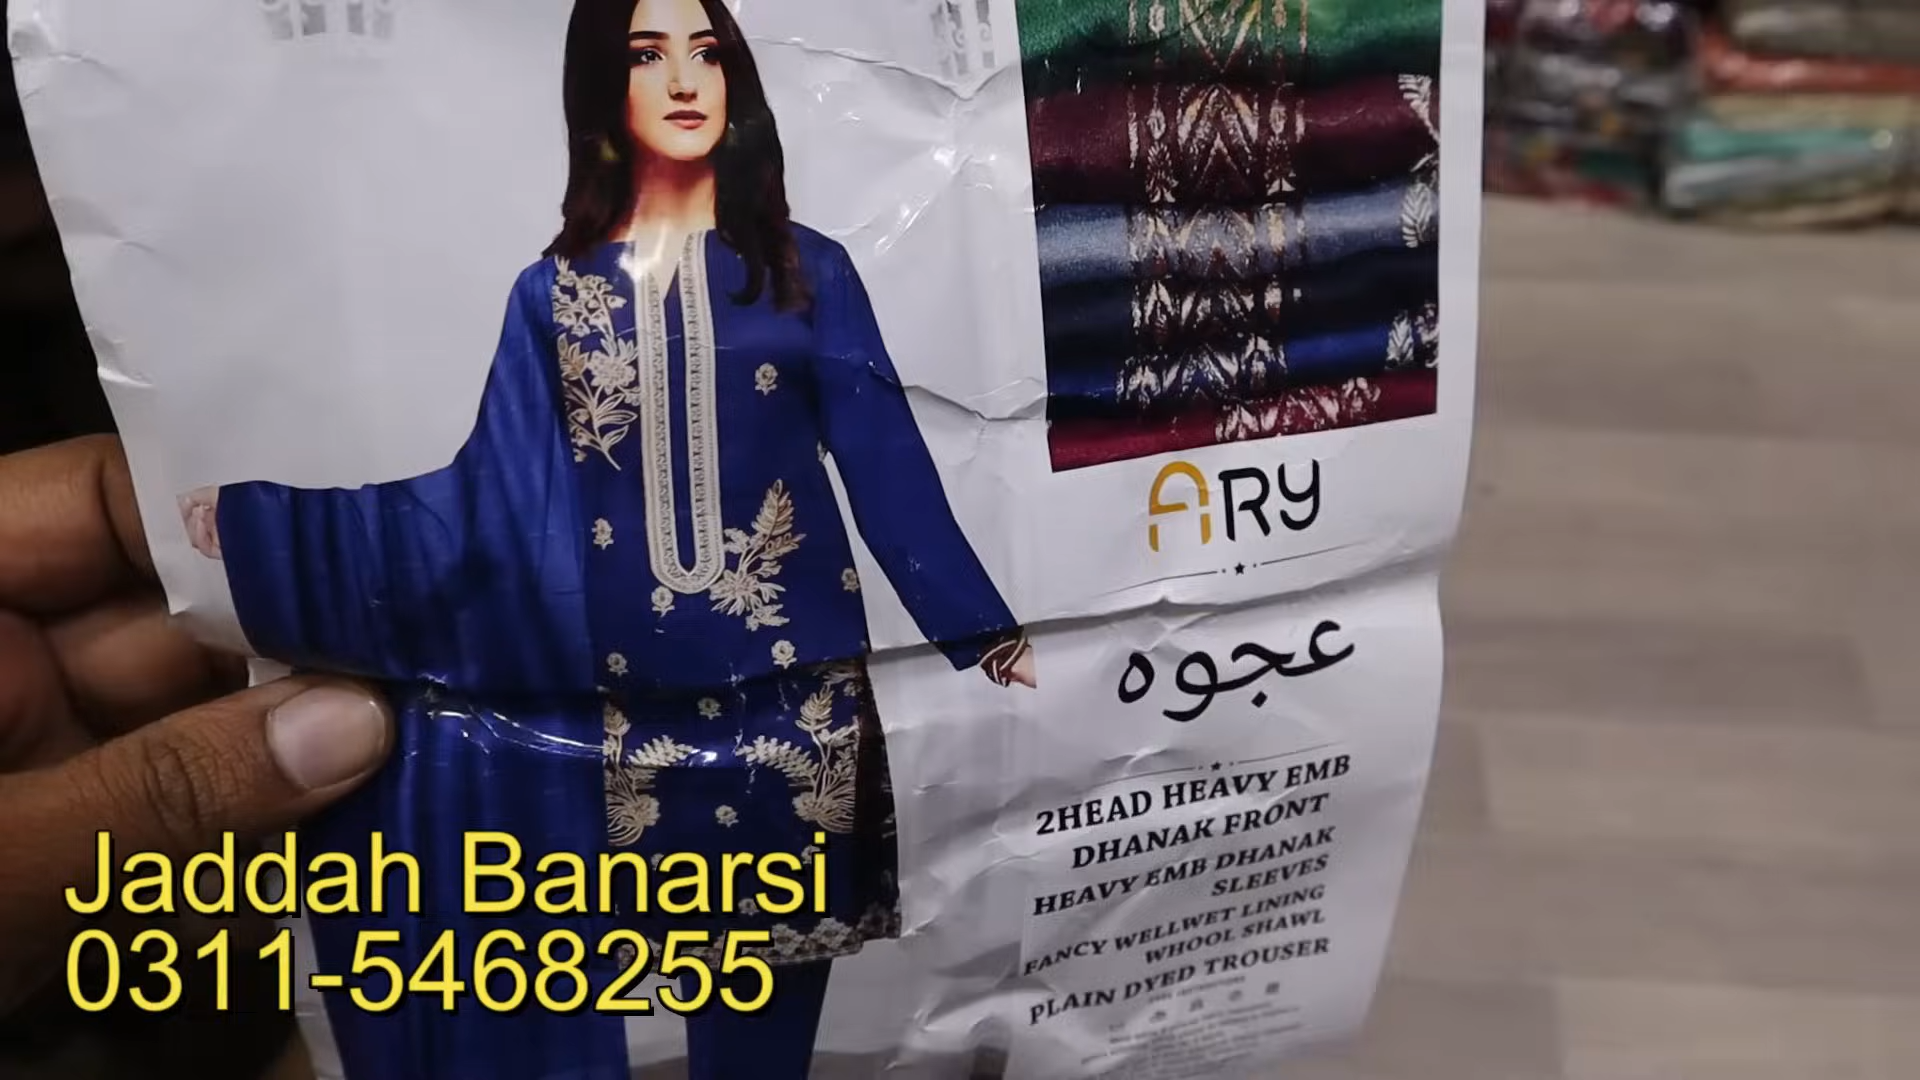 ARY
عجوہ
2HEAD HEAVY EMB
DHANAK FRONT
HEAVY EMB DHANAK
SLEEVES
FANCY WELLWET LINING
WHOOL SHAWL
PLAIN DYED TROUSER
Jaddah Banarsi
0311-5468255